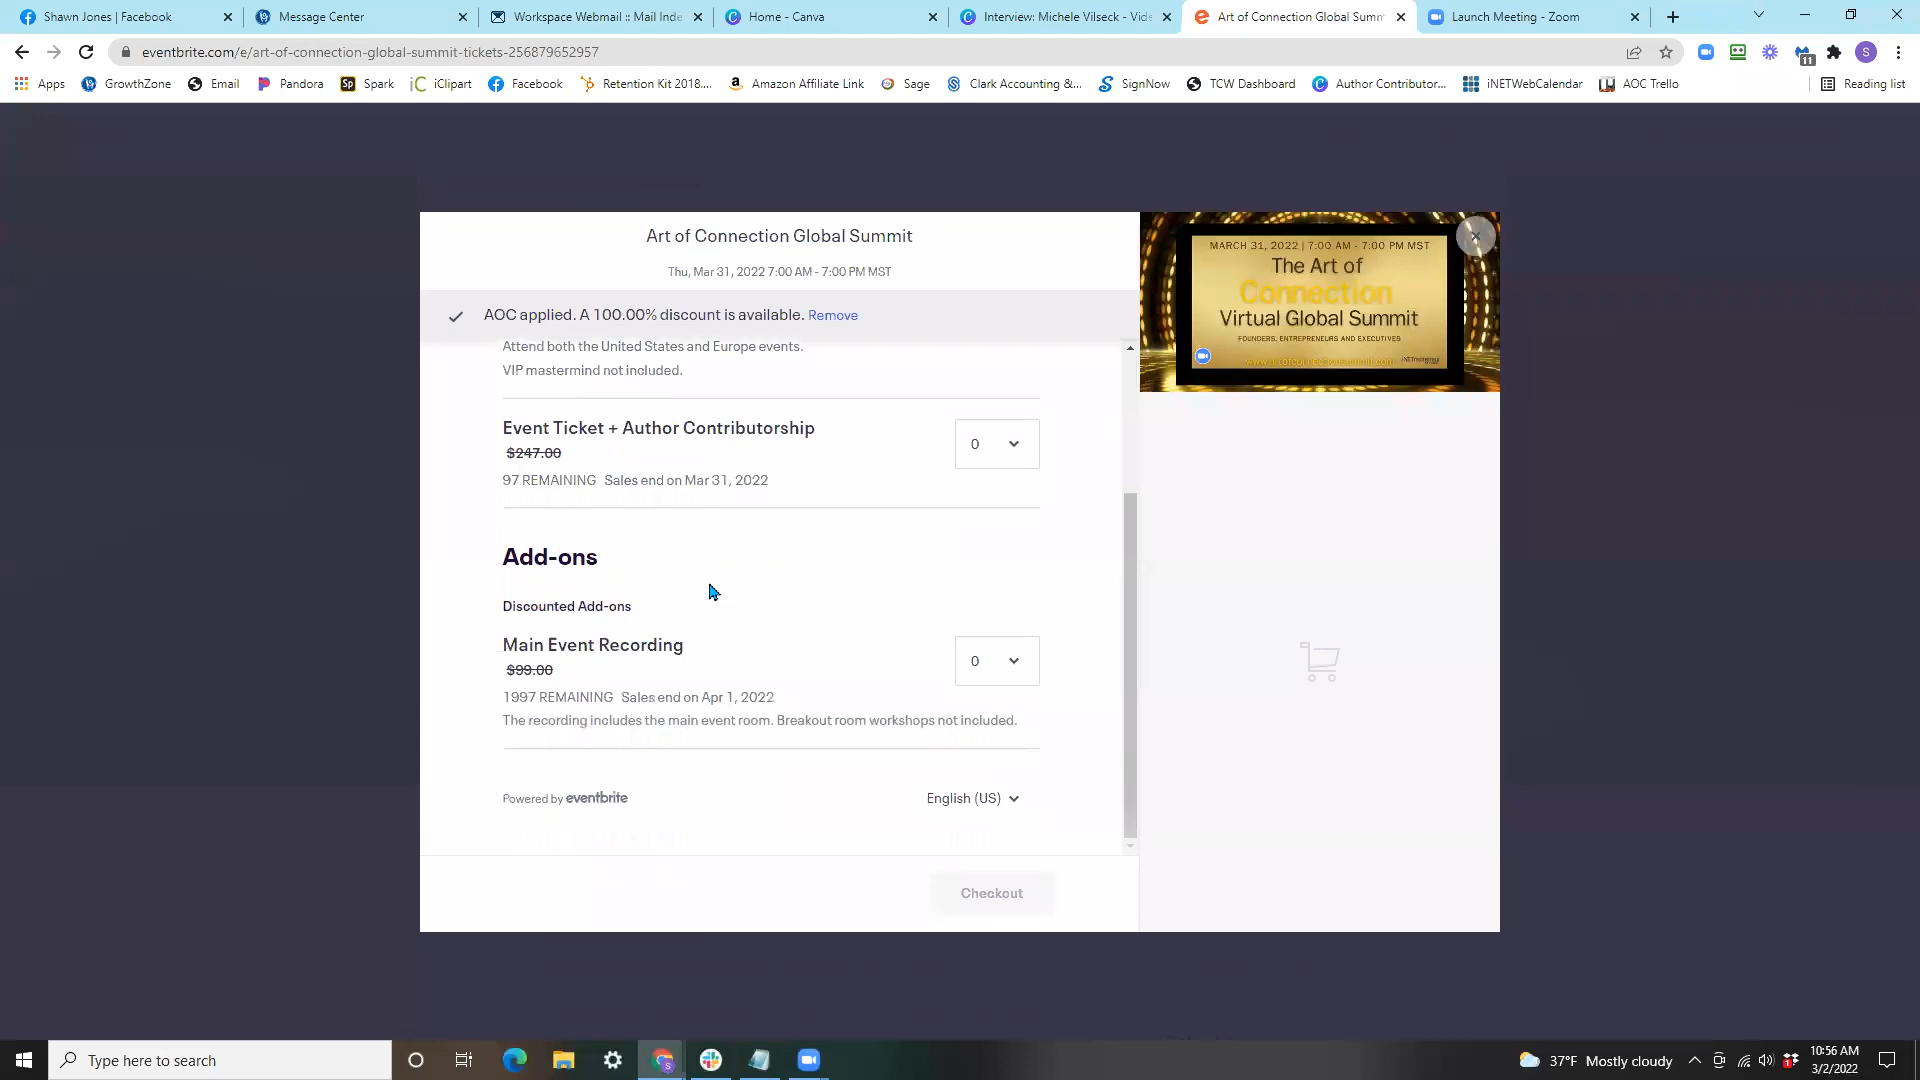 Shawn Jones | Facebook
Message Center
Workspace Webmail :: Mail Inde
Home - Canva
Interview: Michele Vilseck - Vide
Art of Connection Global Summ
Launch Meeting - Zoom
eventbrite.com/e/art-of-connection-global-summit-tickets-256879652957
11
S
Apps
GrowthZone
Email
Pandora
Spark
iClipart
Facebook
Retention Kit 2018....
Amazon Affiliate Link
Sage
Clark Accounting &...
SignNow
TCW Dashboard
Author Contributor...
iNETWebCalendar
AOC Trello
Reading list
Art of Connection Global Summit
Thu, Mar 31, 2022 7:00 AM - 7:00 PM MST
AOC applied. A 100.00% discount is available. Remove
Attend both the United States and Europe events.
VIP mastermind not included.
Event Ticket + Author Contributorship
0
$247.00
97 REMAINING Sales end on Mar 31, 2022
Add-ons
Discounted Add-ons
Main Event Recording
0
$99.00
1997 REMAINING Sales end on Apr 1, 2022
The recording includes the main event room. Breakout room workshops not included.
Powered by eventbrite
English (US)
Checkout
MARCH 31, 2022 | 7:00 AM - 7:00 PM MST
The Art of
Connection
Virtual Global Summit
FOUNDERS, ENTREPRENEURS AND EXECUTIVES
Type here to search
37°F Mostly cloudy
10:56 AM
3/2/2022